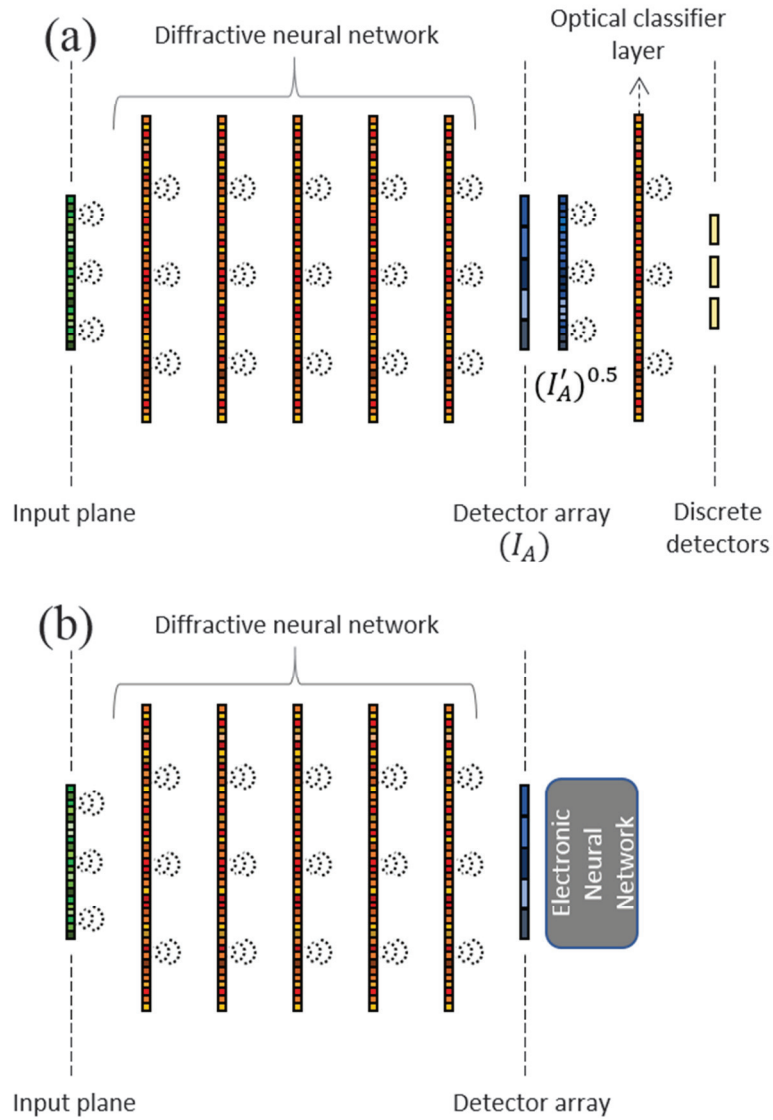 (a)
Diffractive neural network
Optical classifier
layer
(I'_A)^0.5
Input plane
Detector array
(I_A)
Discrete
detectors
(b)
Diffractive neural network
Electronic
Neural
Network
Input plane
Detector array